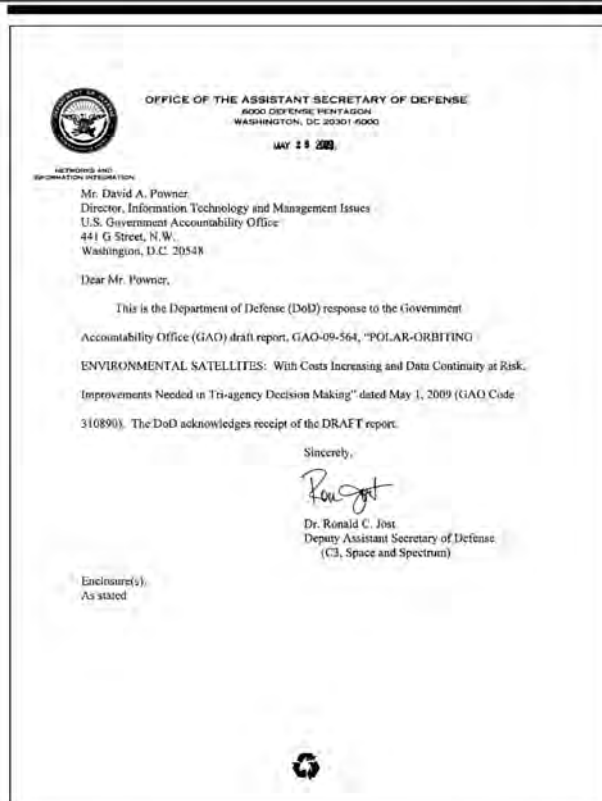 OFFICE OF THE ASSISTANT SECRETARY OF DEFENSE
6000 DEFENSE PENTAGON
WASHINGTON, DC 20301-6000
MAY
NETWORKS AND
INFORMATION INTEGRATION
Mr. David A. Powner
Director, Information Technology and Management Issues
U.S. Government Accountability Office
441 G Street, N.W.
Washington, D.C. 20548
Dear Mr. Powner,
This is the Department of Defense (DoD) response to the Government
Accountability Office (GAO) draft report, GAO-09-564, "POLAR-ORBITING
ENVIRONMENTAL SATELLITES: With Costs Increasing and Data Continuity at Risk,
Improvements Needed in Tri-agency Decision Making" dated May 1, 2009 (GAO Code
310890). The DoD acknowledges receipt of the DRAFT report.
Sincerely,
Ron Jost
Dr. Ronald C. Jost
Deputy Assistant Secretary of Defense
(C3, Space and Spectrum)
Enclosure(s).
As stated